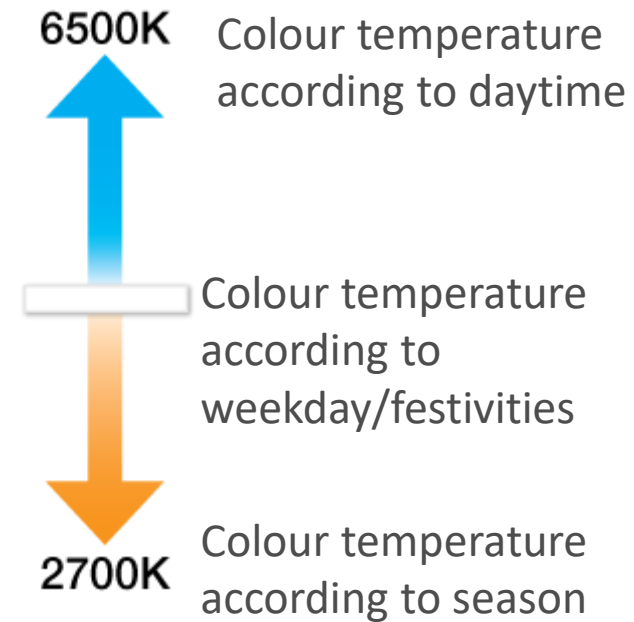 6500K
Colour temperature
according to daytime
Colour temperature
according to
weekday/festivities
2700K
Colour temperature
according to season